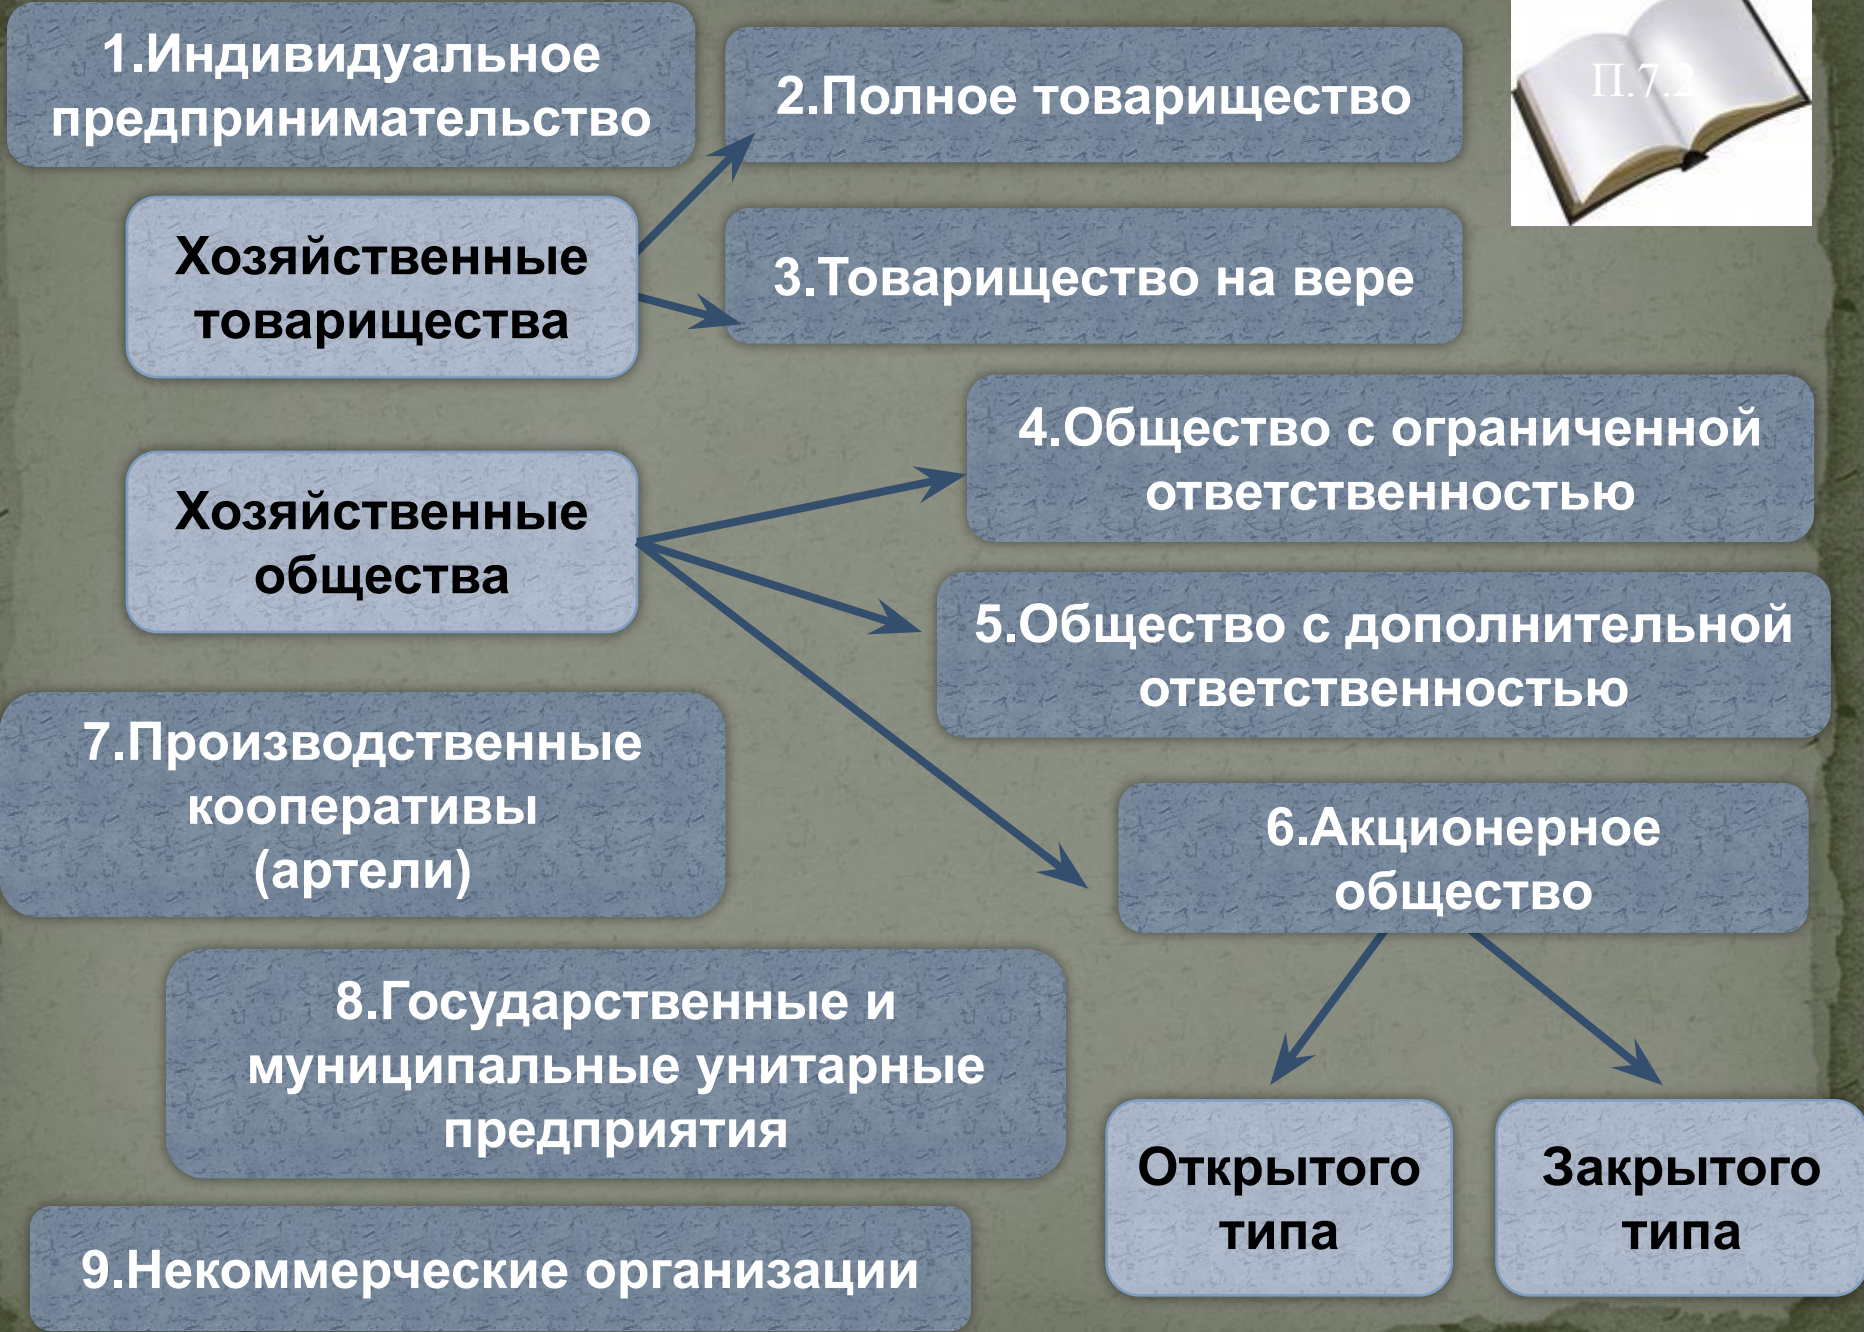 1.Индивидуальное
предпринимательство
2.Полное товарищество
П.7.2
Хозяйственные
товарищества
3.Товарищество на вере
4.Общество с ограниченной
ответственностью
Хозяйственные
общества
5.Общество с дополнительной
ответственностью
7.Производственные
кооперативы
(артели)
6.Акционерное
общество
8.Государственные и
муниципальные унитарные
предприятия
Открытого
типа
Закрытого
типа
9.Некоммерческие организации